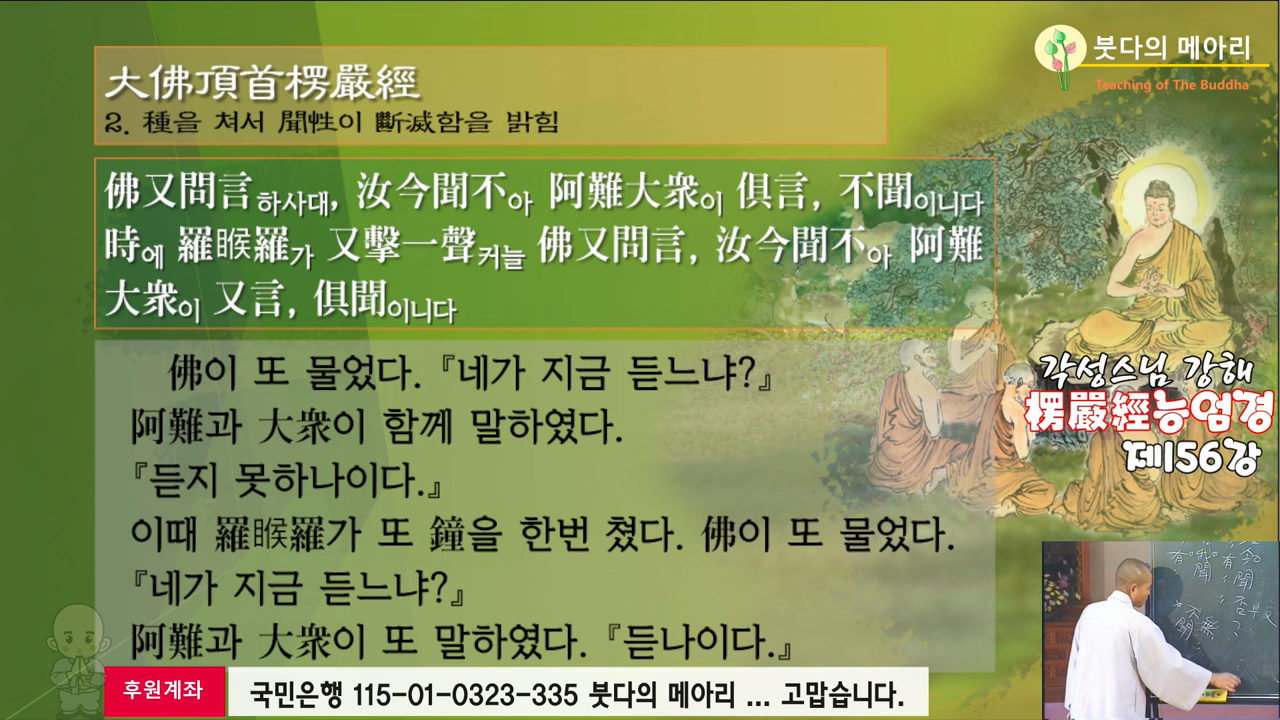 大佛頂首楞嚴經
2. 種을 쳐서 聞性이 斷滅함을 밝힘
佛又問言하사대, 汝今聞不아 阿難大衆이 俱言, 不聞이니다
時에 羅睺羅가 又擊一聲커늘 佛又問言, 汝今聞不아 阿難
大衆이 又言, 俱聞이니다
佛이 또 물었다.『네가 지금 듣느냐?』
阿難과 大衆이 함께 말하였다.
『듣지 못하나이다.』
이때 羅睺羅가 또 鐘을 한번 쳤다. 佛이 또 물었다.
『네가 지금 듣느냐?』
阿難과 大衆이 또 말하였다.『듣나이다.』
붓다의 메아리
Teaching of The Buddha
각성스님 강해
楞嚴經능엄경
제156강
有聞
有聞否
不聞 無
후원계좌
국민은행 115-01-0323-335 붓다의 메아리 ... 고맙습니다.